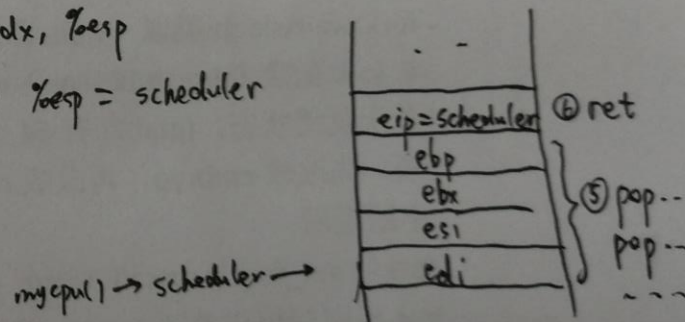 dx, %esp
%esp = scheduler
. -
eip=scheduler ⑥ ret
ebp
ebx ⑤ pop--
esi pop--
mycpu() → scheduler → edi ----